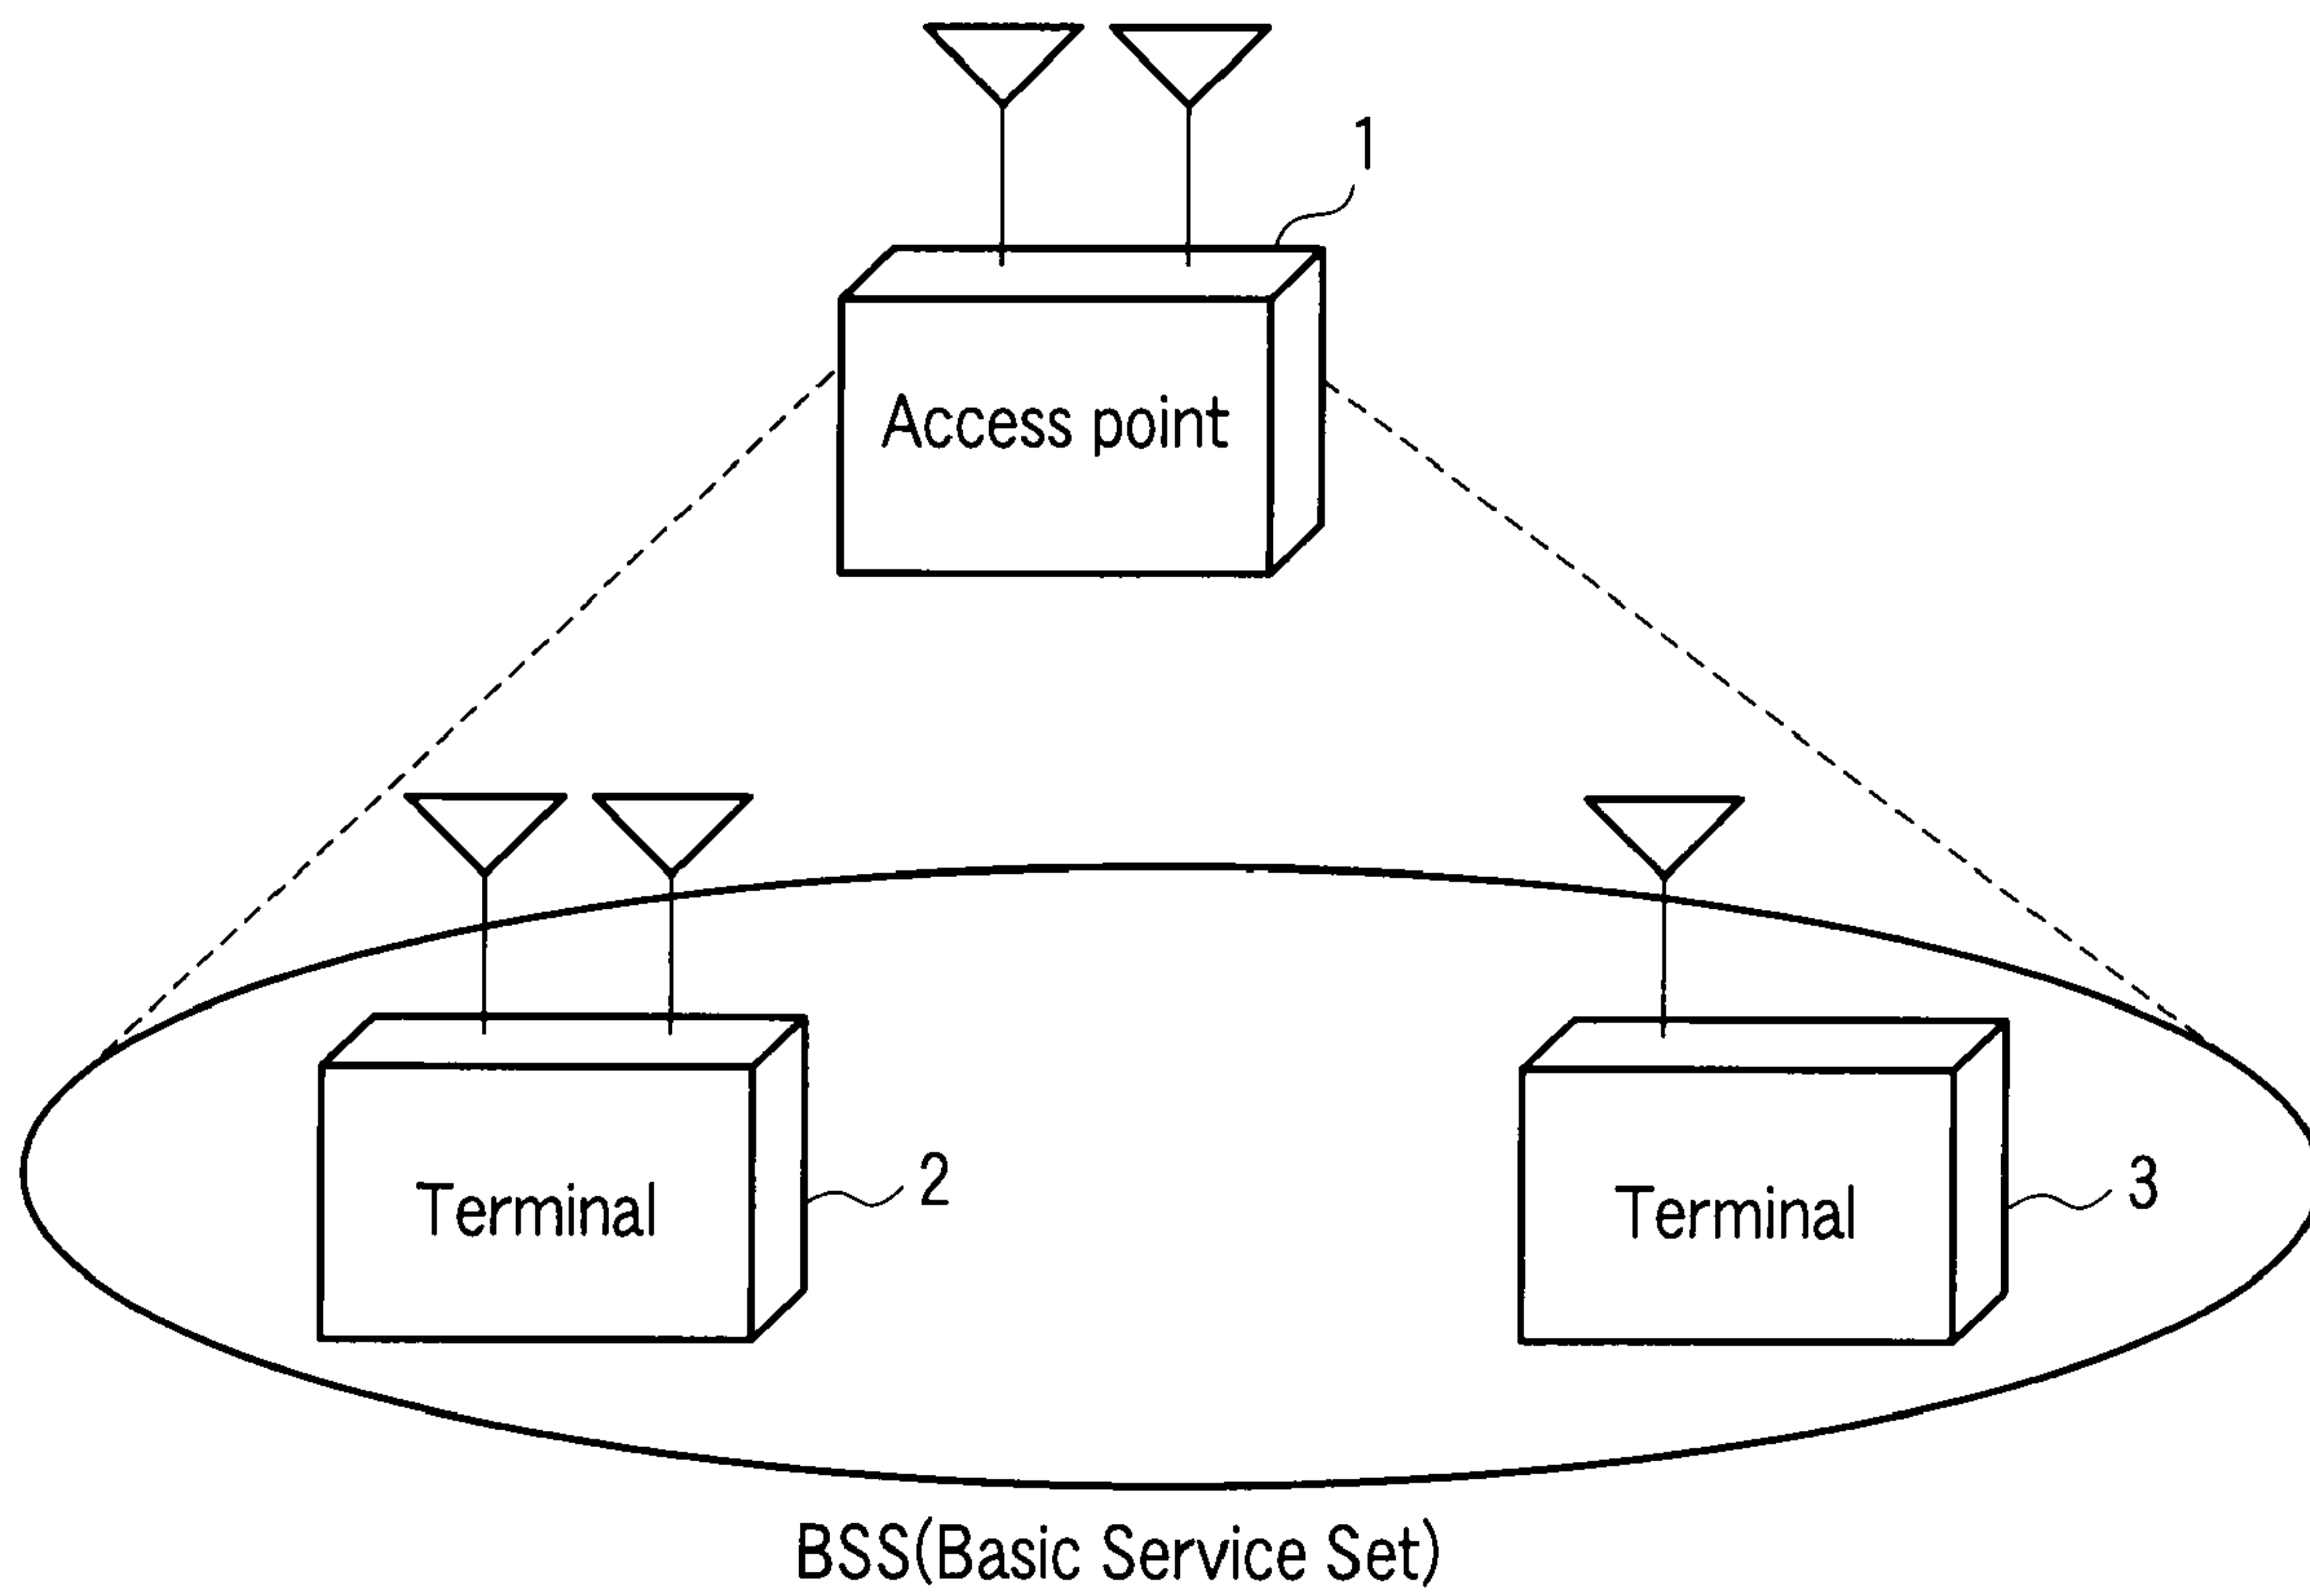 1
Access point
Terminal
2
Terminal
3
BSS(Basic Service Set)